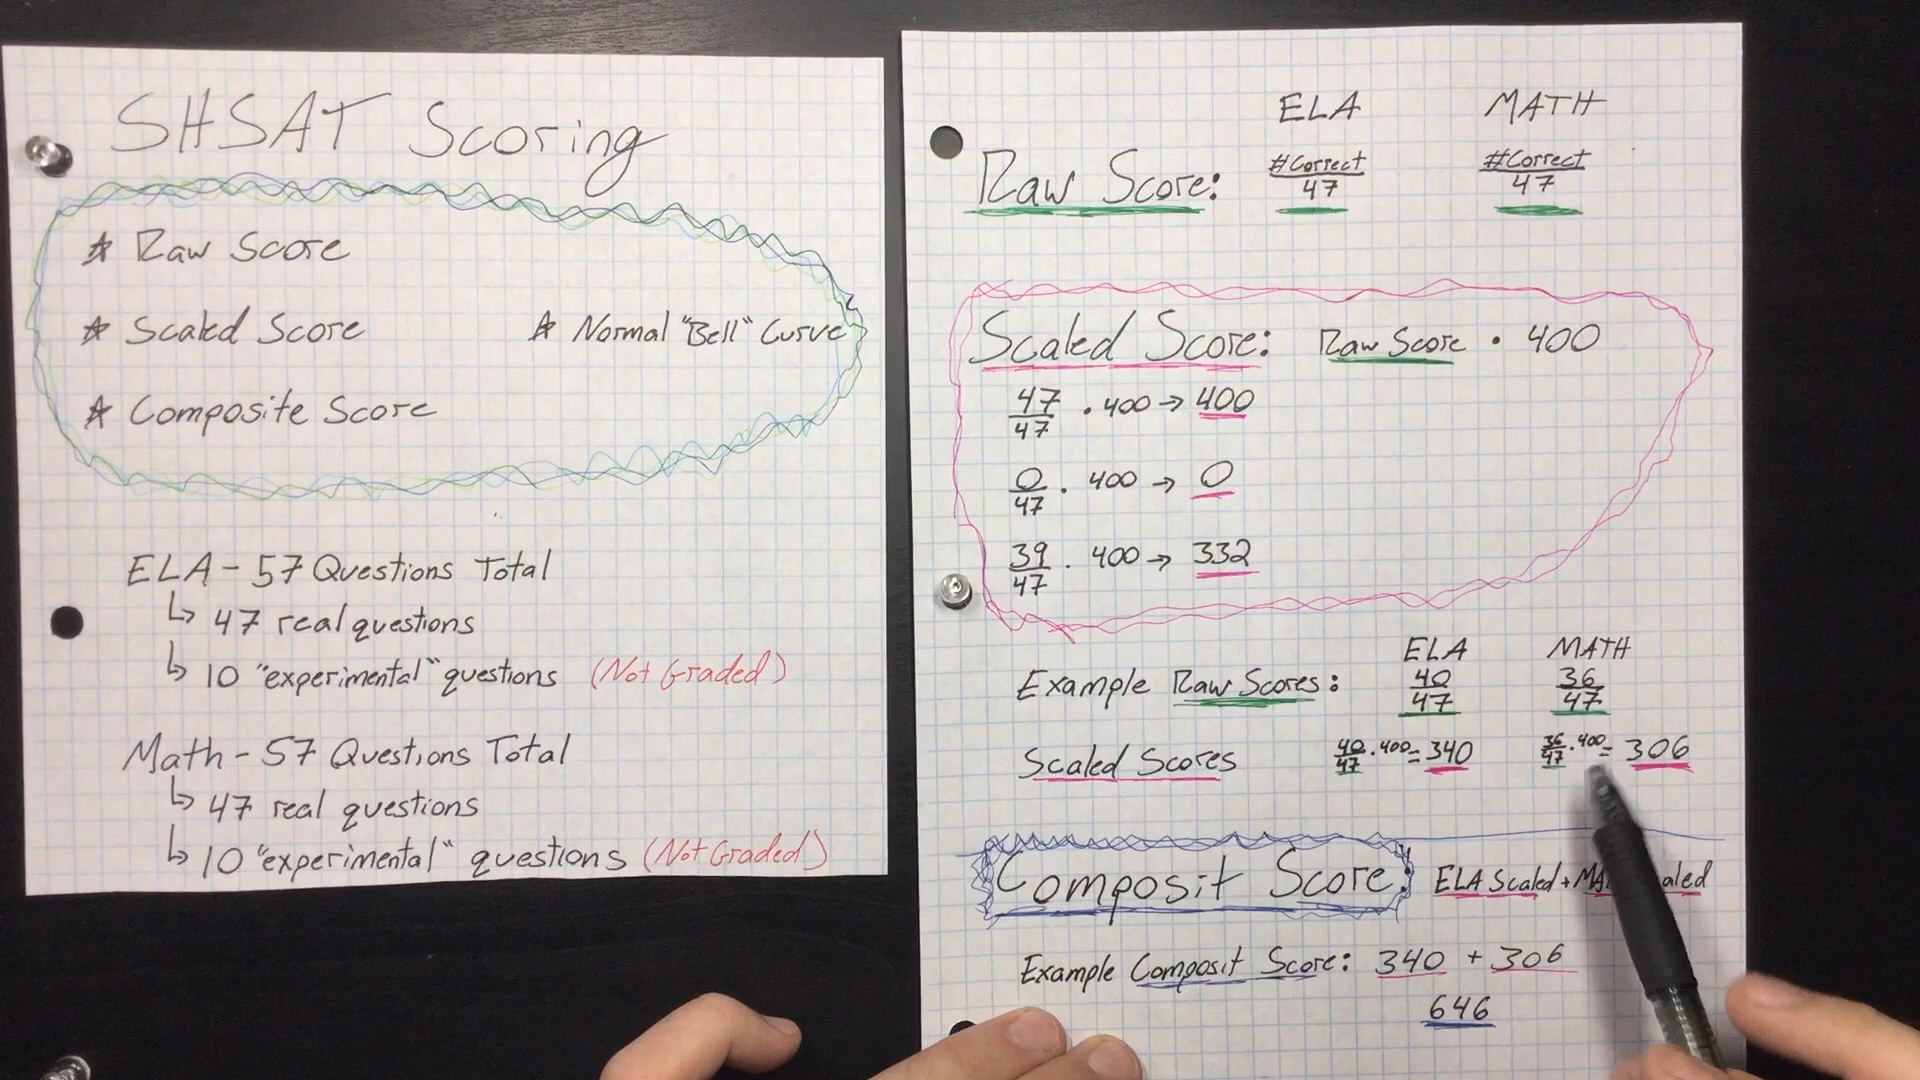 SHSAT Scoring
☆ Raw Score
☆ Scaled Score ☆ Normal "Bell" Curve
☆ Composite Score
ELA - 57 Questions Total
↳ 47 real questions
↳ 10 "experimental" questions (Not Graded)
Math - 57 Questions Total
↳ 47 real questions
↳ 10 "experimental" questions (Not Graded)
ELA MATH
Raw Score: #Correct/47 #Correct/47
Scaled Score: Raw Score · 400
47/47 · 400 → 400
0/47 · 400 → 0
39/47 · 400 → 332
ELA MATH
Example Raw Scores: 40/47 36/47
Scaled Scores 40/47 · 400 = 340 36/47 · 400 = 306
Composit Score: ELA Scaled +
Example Composit Score: 340 + 306
646